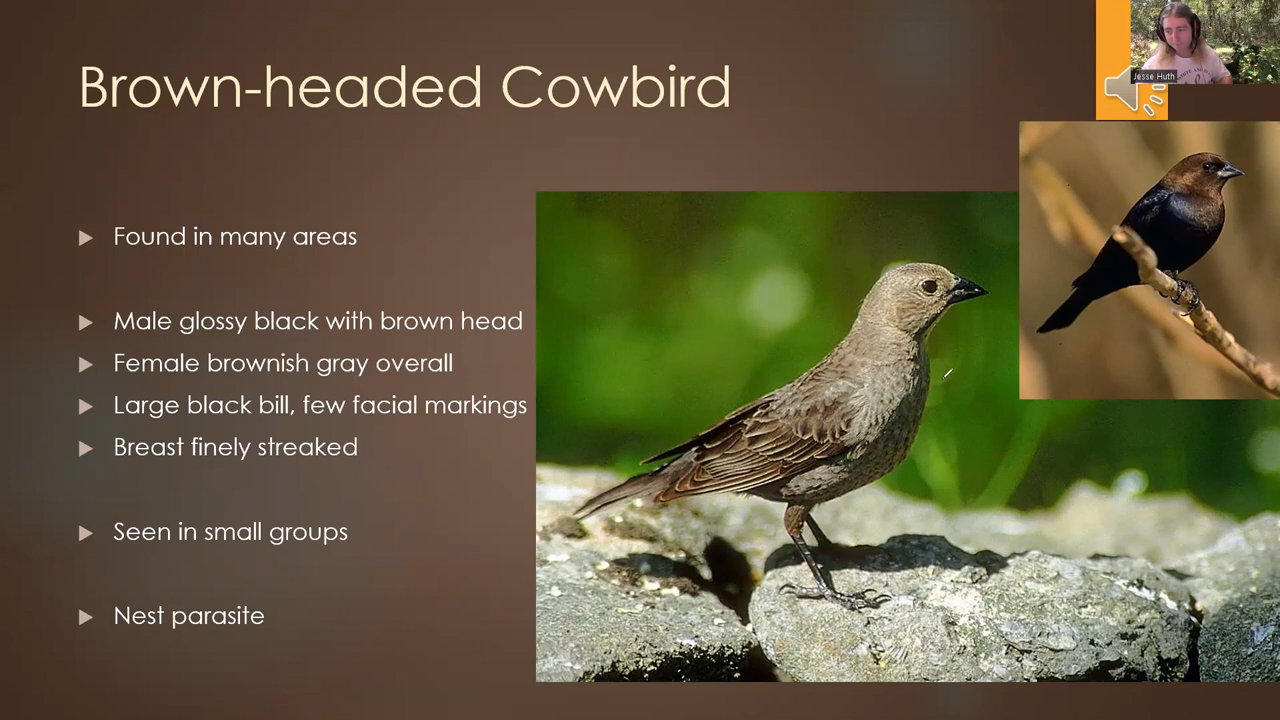 Brown-headed Cowbird
Jesse Huth
Found in many areas
Male glossy black with brown head
Female brownish gray overall
Large black bill, few facial markings
Breast finely streaked
Seen in small groups
Nest parasite